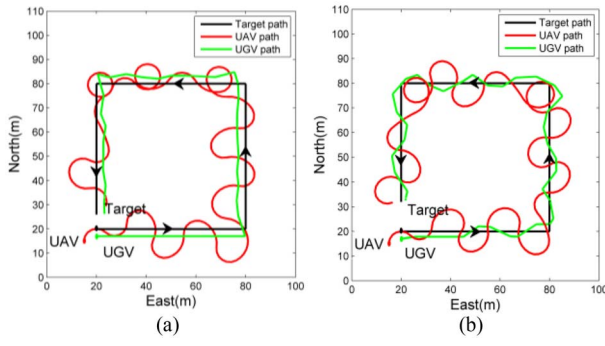 (a)
110
100
90
80
70
60
50
40
30
20
10
0
North(m)
Target path
UAV path
UGV path
Target
UAV
UGV
0 20 40 60 80 100
East(m)
(b)
110
100
90
80
70
60
50
40
30
20
10
0
North(m)
Target path
UAV path
UGV path
Target
UAV
UGV
0 20 40 60 80 100
East(m)
(a)
(b)